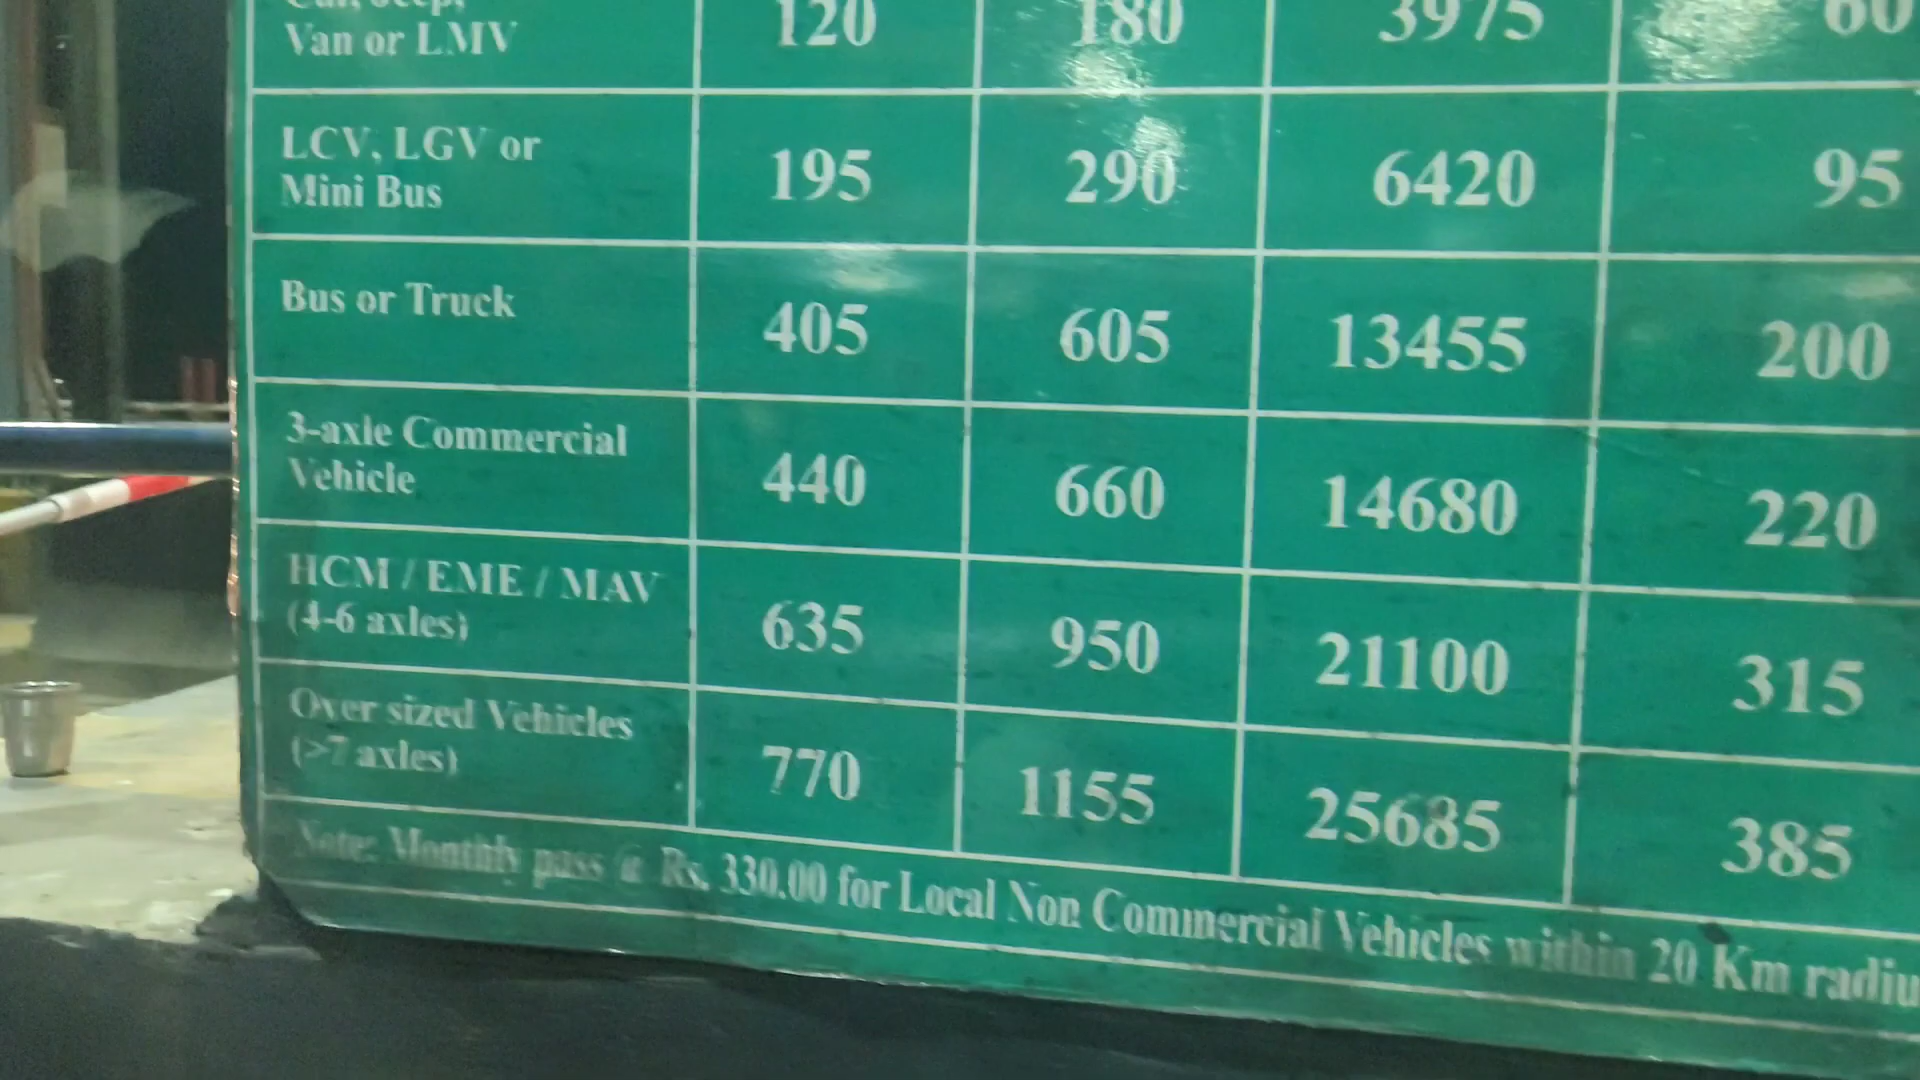 Car, Jeep,
Van or LMV 120 180 3975 60
LCV, LGV or
Mini Bus 195 290 6420 95
Bus or Truck 405 605 13455 200
3-axle Commercial
Vehicle 440 660 14680 220
HCM / EME / MAV
(4-6 axles) 635 950 21100 315
Over sized Vehicles
(>7 axles) 770 1155 25685 385
Note: Monthly pass @ Rs. 330.00 for Local Non Commercial Vehicles within 20 Km radiu